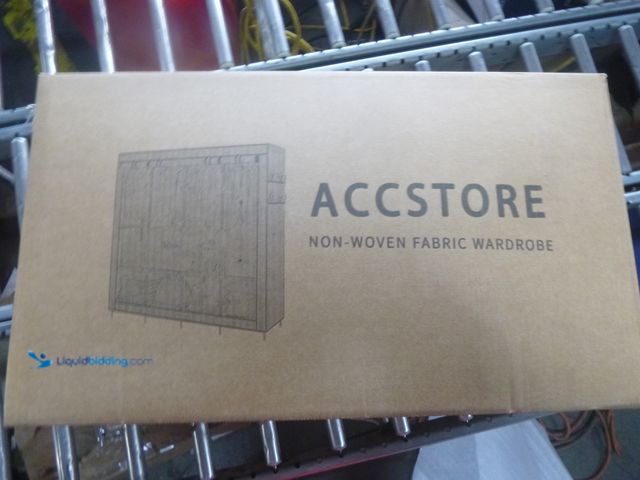 ACCSTORE
NON-WOVEN FABRIC WARDROBE
Liquidbidding.com